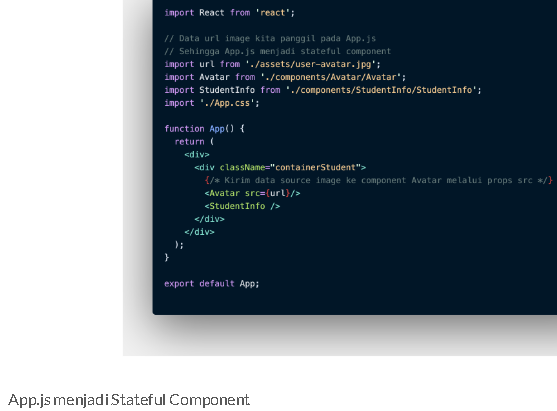 import React from 'react';
// Data url image kita panggil pada App.js
// Sehingga App.js menjadi stateful component
import url from './assets/user-avatar.jpg';
import Avatar from './components/Avatar/Avatar';
import StudentInfo from './components/StudentInfo/StudentInfo';
import './App.css';
function App() {
  return (
    <div>
      <div className="containerStudent">
        {/* Kirim data source image ke component Avatar melalui props src */}
        <Avatar src={url}/>
        <StudentInfo />
      </div>
    </div>
  );
}
export default App;
App.js menjadi Stateful Component